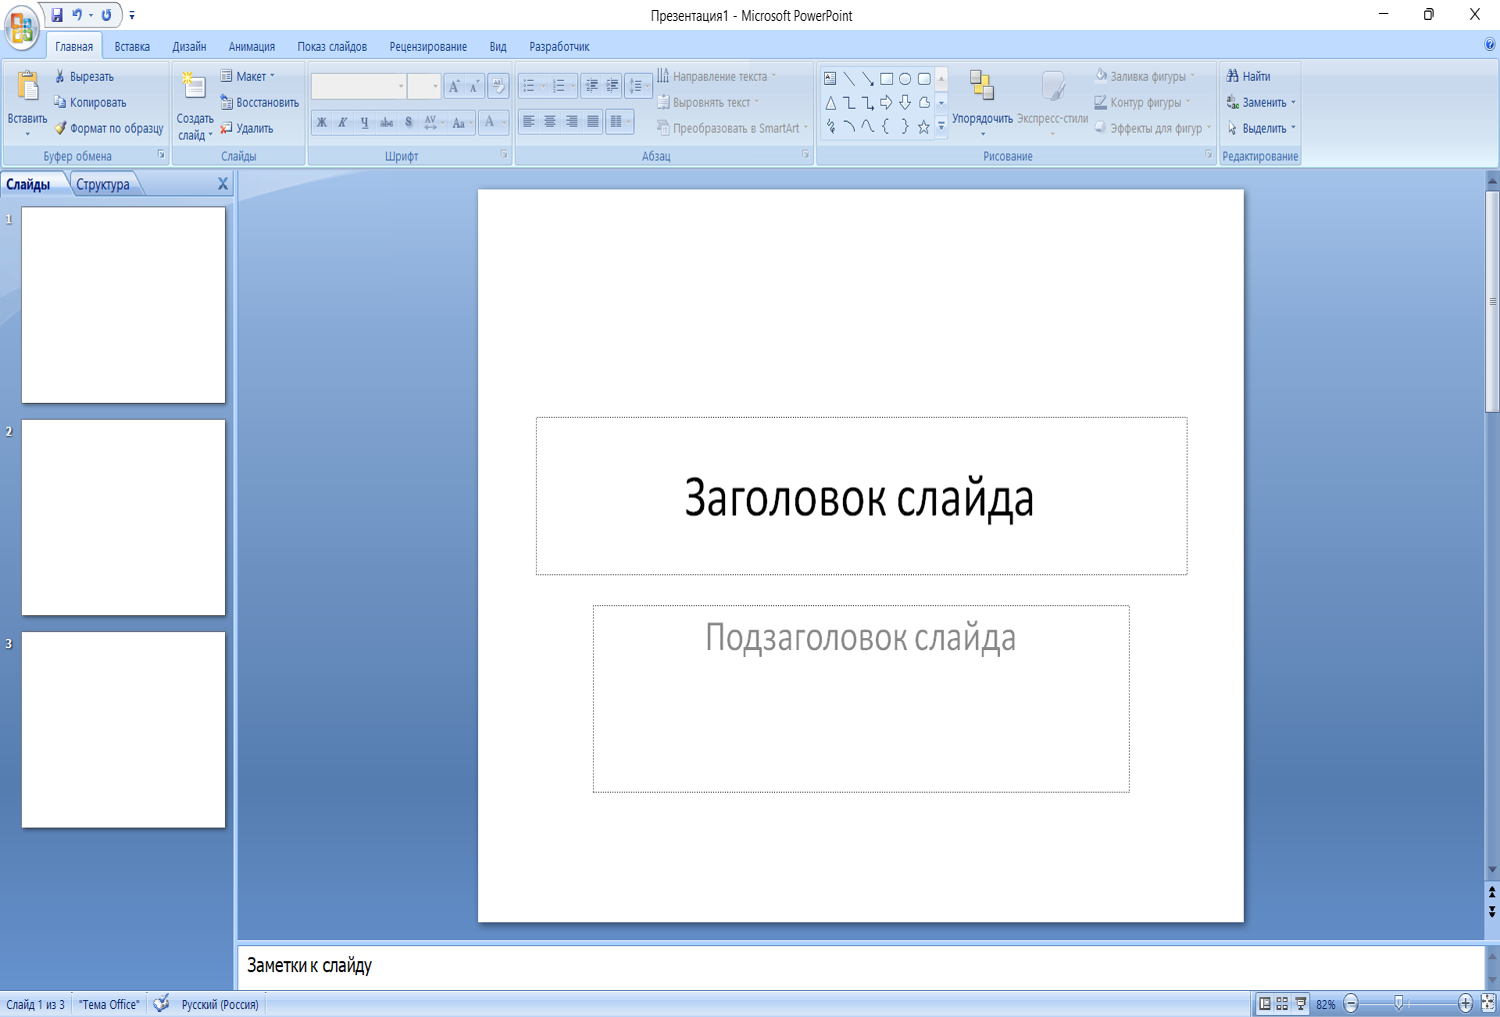 Презентация1 - Microsoft PowerPoint
Главная Вставка Дизайн Анимация Показ слайдов Рецензирование Вид Разработчик
Вставить
Вырезать
Копировать
Формат по образцу
Буфер обмена
Создать слайд
Макет
Восстановить
Удалить
Слайды
Ж К Ч abc S AV Aa A
Шрифт
Направление текста
Выровнять текст
Преобразовать в SmartArt
Абзац
Упорядочить
Экспресс-стили
Заливка фигуры
Контур фигуры
Эффекты для фигур
Рисование
Найти
Заменить
Выделить
Редактирование
Слайды Структура X
1
2
3
Заголовок слайда
Подзаголовок слайда
Заметки к слайду
Слайд 1 из 3 "Тема Office" Русский (Россия) 82%